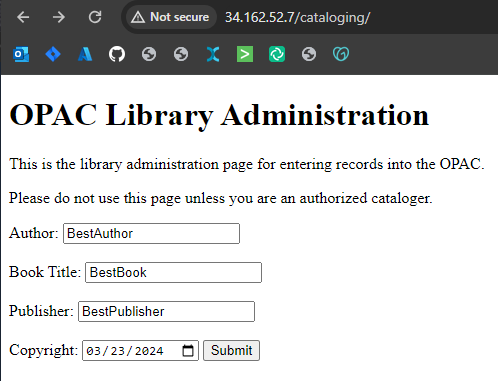 Not secure 34.162.52.7/cataloging/
OPAC Library Administration
This is the library administration page for entering records into the OPAC.
Please do not use this page unless you are an authorized cataloger.
Author: BestAuthor
Book Title: BestBook
Publisher: BestPublisher
Copyright: 03/23/2024 Submit